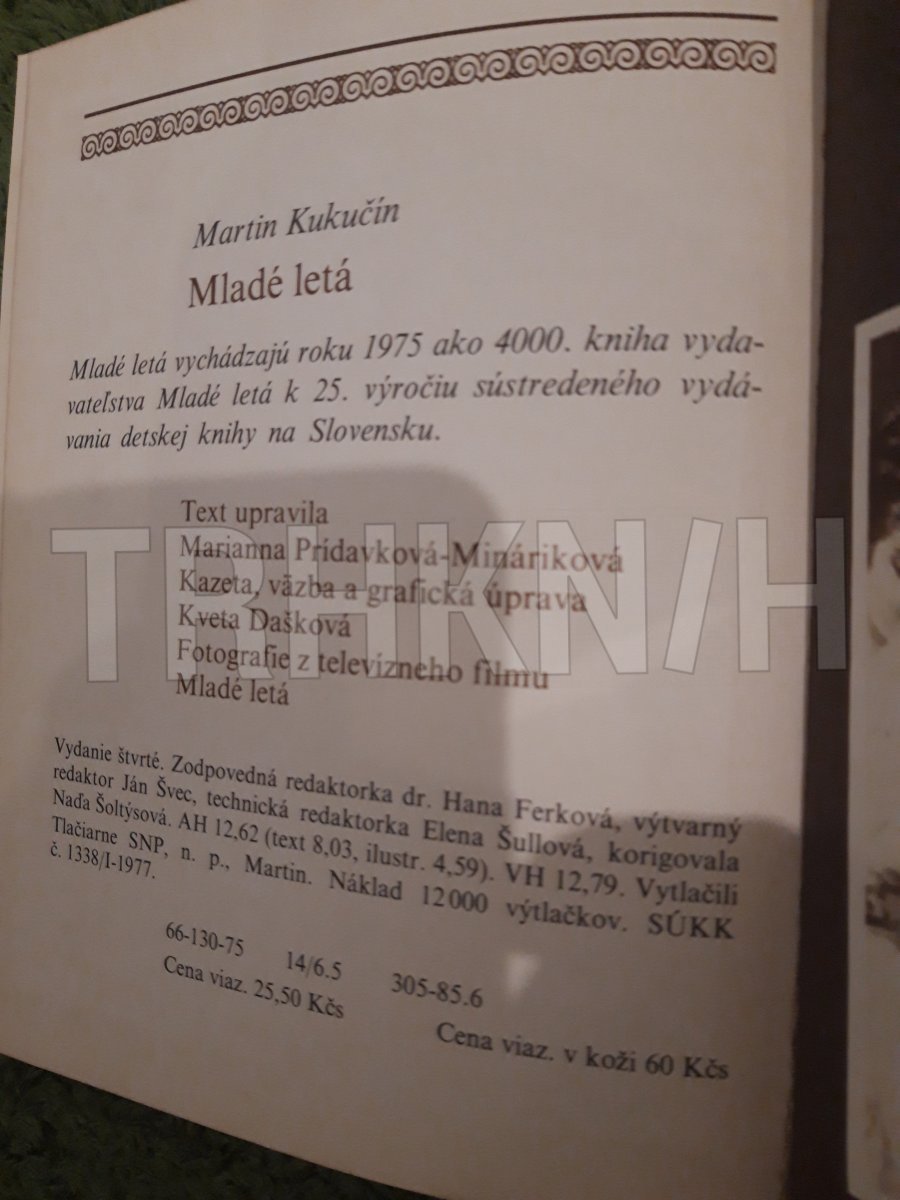 Martin Kukučín
Mladé letá
Mladé letá vychádzajú roku 1975 ako 4000. kniha vyda-
vateľstva Mladé letá k 25. výročiu sústredeného vydá-
vania detskej knihy na Slovensku.
Text upravila
Marianna Prídavková-Mináriková
Kazeta, väzba a grafická úprava
Kveta Dašková
Fotografie z televízneho filmu
Mladé letá
TRHKNIH
Vydanie štvrté. Zodpovedná redaktorka dr. Hana Ferková, výtvarný
redaktor Ján Švec, technická redaktorka Elena Šullová, korigovala
Naďa Šoltýsová. AH 12,62 (text 8,03, ilustr. 4,59). VH 12,79. Vytlačili
Tlačiarne SNP, n. p., Martin. Náklad 12 000 výtlačkov. SÚKK
č. 1338/I-1977.
66-130-75 14/6.5 305-85.6
Cena viaz. 25,50 Kčs Cena viaz. v koži 60 Kčs